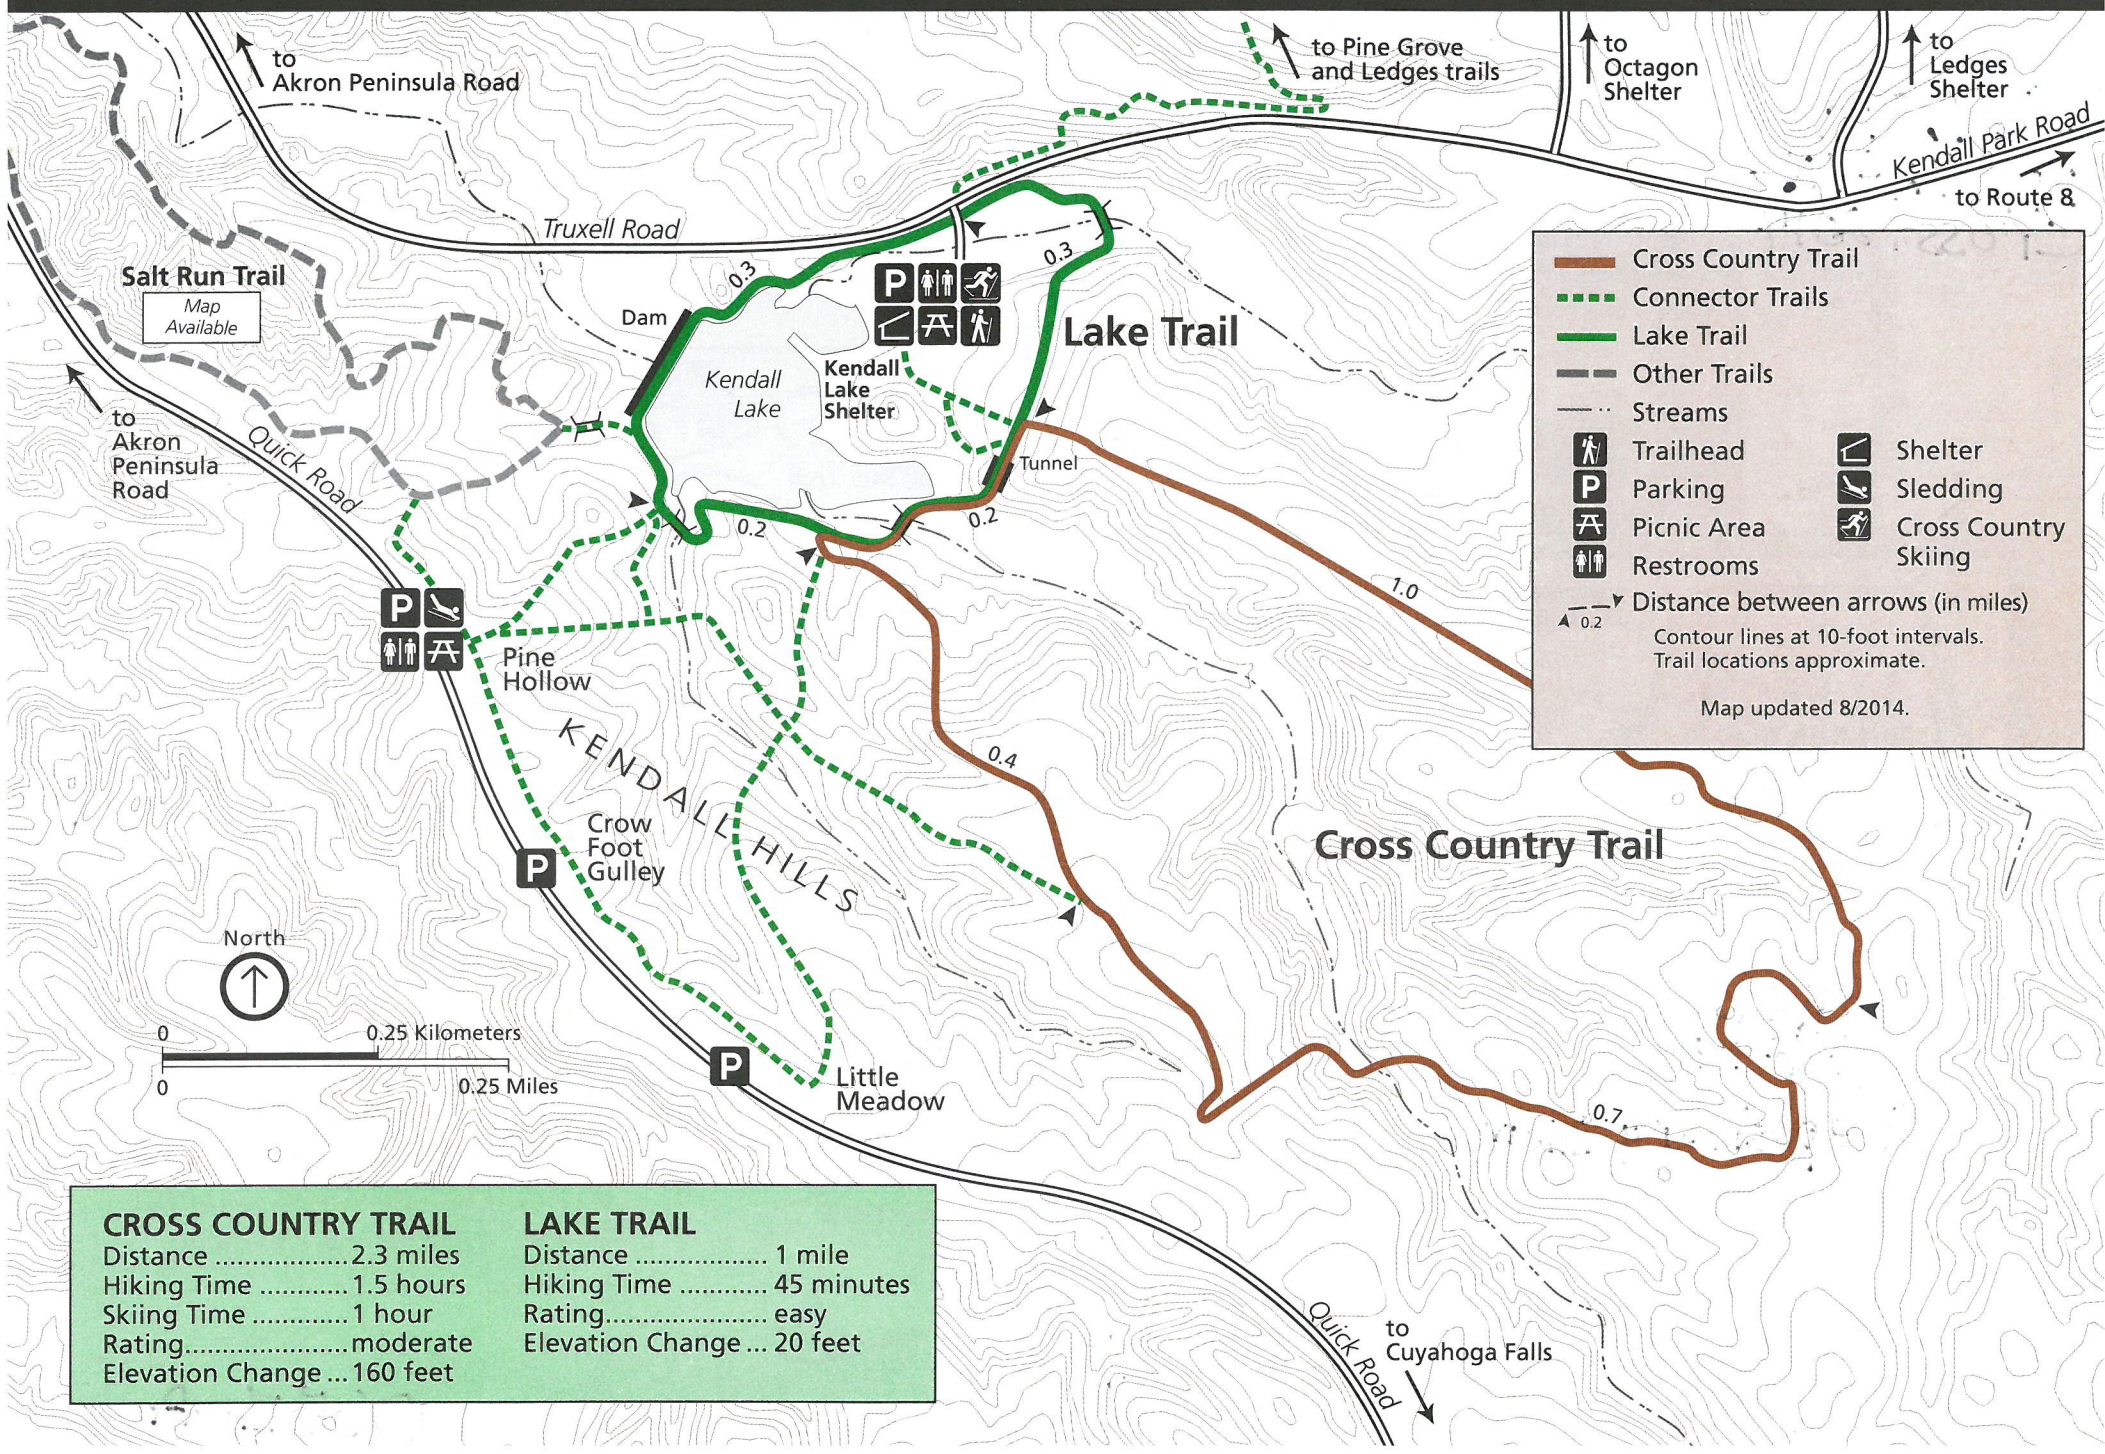 to
Akron Peninsula Road
to Pine Grove
and Ledges trails
to
Octagon
Shelter
to
Ledges
Shelter
Kendall Park Road
to Route 8
Truxell Road
Salt Run Trail
Map
Available
Dam
0.3
0.3
P
Lake Trail
Kendall
Lake
Kendall
Lake
Shelter
to
Akron
Peninsula
Road
Quick Road
Tunnel
0.2
0.2
1.0
P
Pine
Hollow
KENDALL HILLS
0.4
Crow
Foot
Gulley
P
Cross Country Trail
North
0 0.25 Kilometers
0 0.25 Miles
P
Little
Meadow
0.7
Quick Road
to
Cuyahoga Falls
Cross Country Trail
Connector Trails
Lake Trail
Other Trails
Streams
Trailhead
P Parking
Picnic Area
Restrooms
Shelter
Sledding
Cross Country
Skiing
0.2 Distance between arrows (in miles)
Contour lines at 10-foot intervals.
Trail locations approximate.
Map updated 8/2014.
CROSS COUNTRY TRAIL
Distance ..................2.3 miles
Hiking Time ............1.5 hours
Skiing Time .............1 hour
Rating......................moderate
Elevation Change ...160 feet
LAKE TRAIL
Distance .................. 1 mile
Hiking Time ............ 45 minutes
Rating...................... easy
Elevation Change ... 20 feet